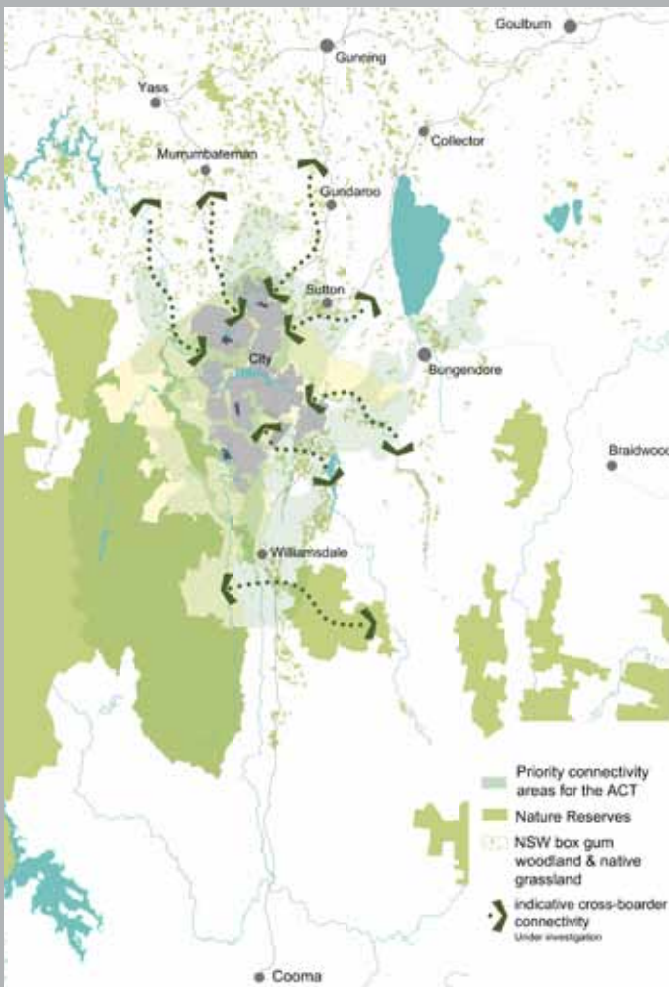 Goulburn
Gunning
Yass
Collector
Murrumbateman
Gundaroo
Sutton
City
Bungendore
Braidwood
Williamsdale
Priority connectivity
areas for the ACT
Nature Reserves
NSW box gum
woodland & native
grassland
indicative cross-boarder
connectivity
Under investigation
Cooma